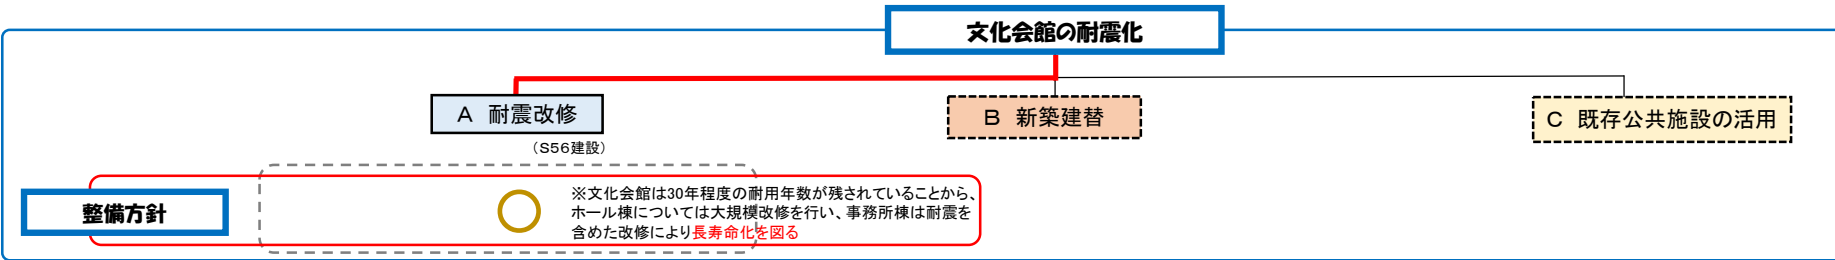 文化会館の耐震化
A 耐震改修
B 新築建替
C 既存公共施設の活用
（S56建設）
整備方針
※文化会館は30年程度の耐用年数が残されていることから、
ホール棟については大規模改修を行い、事務所棟は耐震を
含めた改修により長寿命化を図る